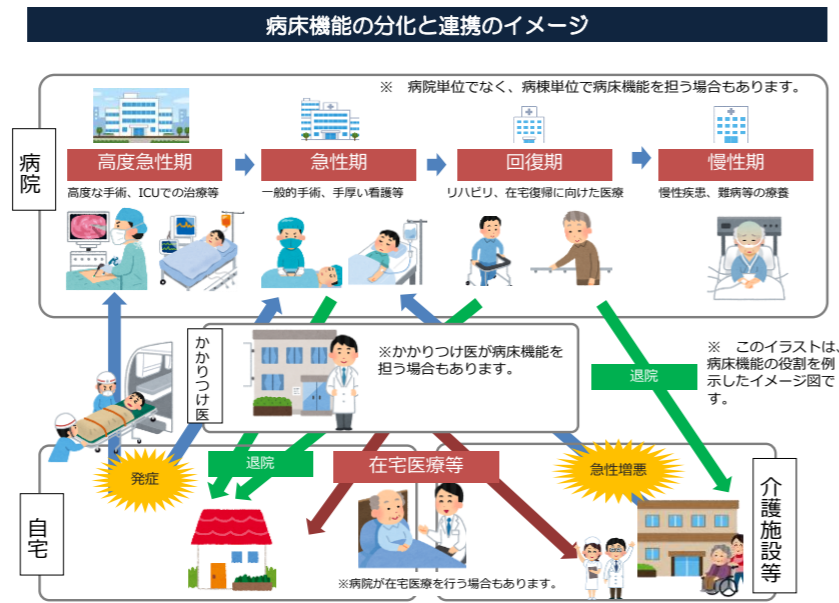 病床機能の分化と連携のイメージ
※　病院単位でなく、病棟単位で病床機能を担う場合もあります。
病院
高度急性期
急性期
回復期
慢性期
高度な手術、ICUでの治療等
一般的手術、手厚い看護等
リハビリ、在宅復帰に向けた医療
慢性疾患、難病等の療養
かかりつけ医
※かかりつけ医が病床機能を
担う場合もあります。
※　このイラストは、
病床機能の役割を例
示したイメージ図で
す。
退院
発症
退院
在宅医療等
急性増悪
自宅
介護施設等
※病院が在宅医療を行う場合もあります。